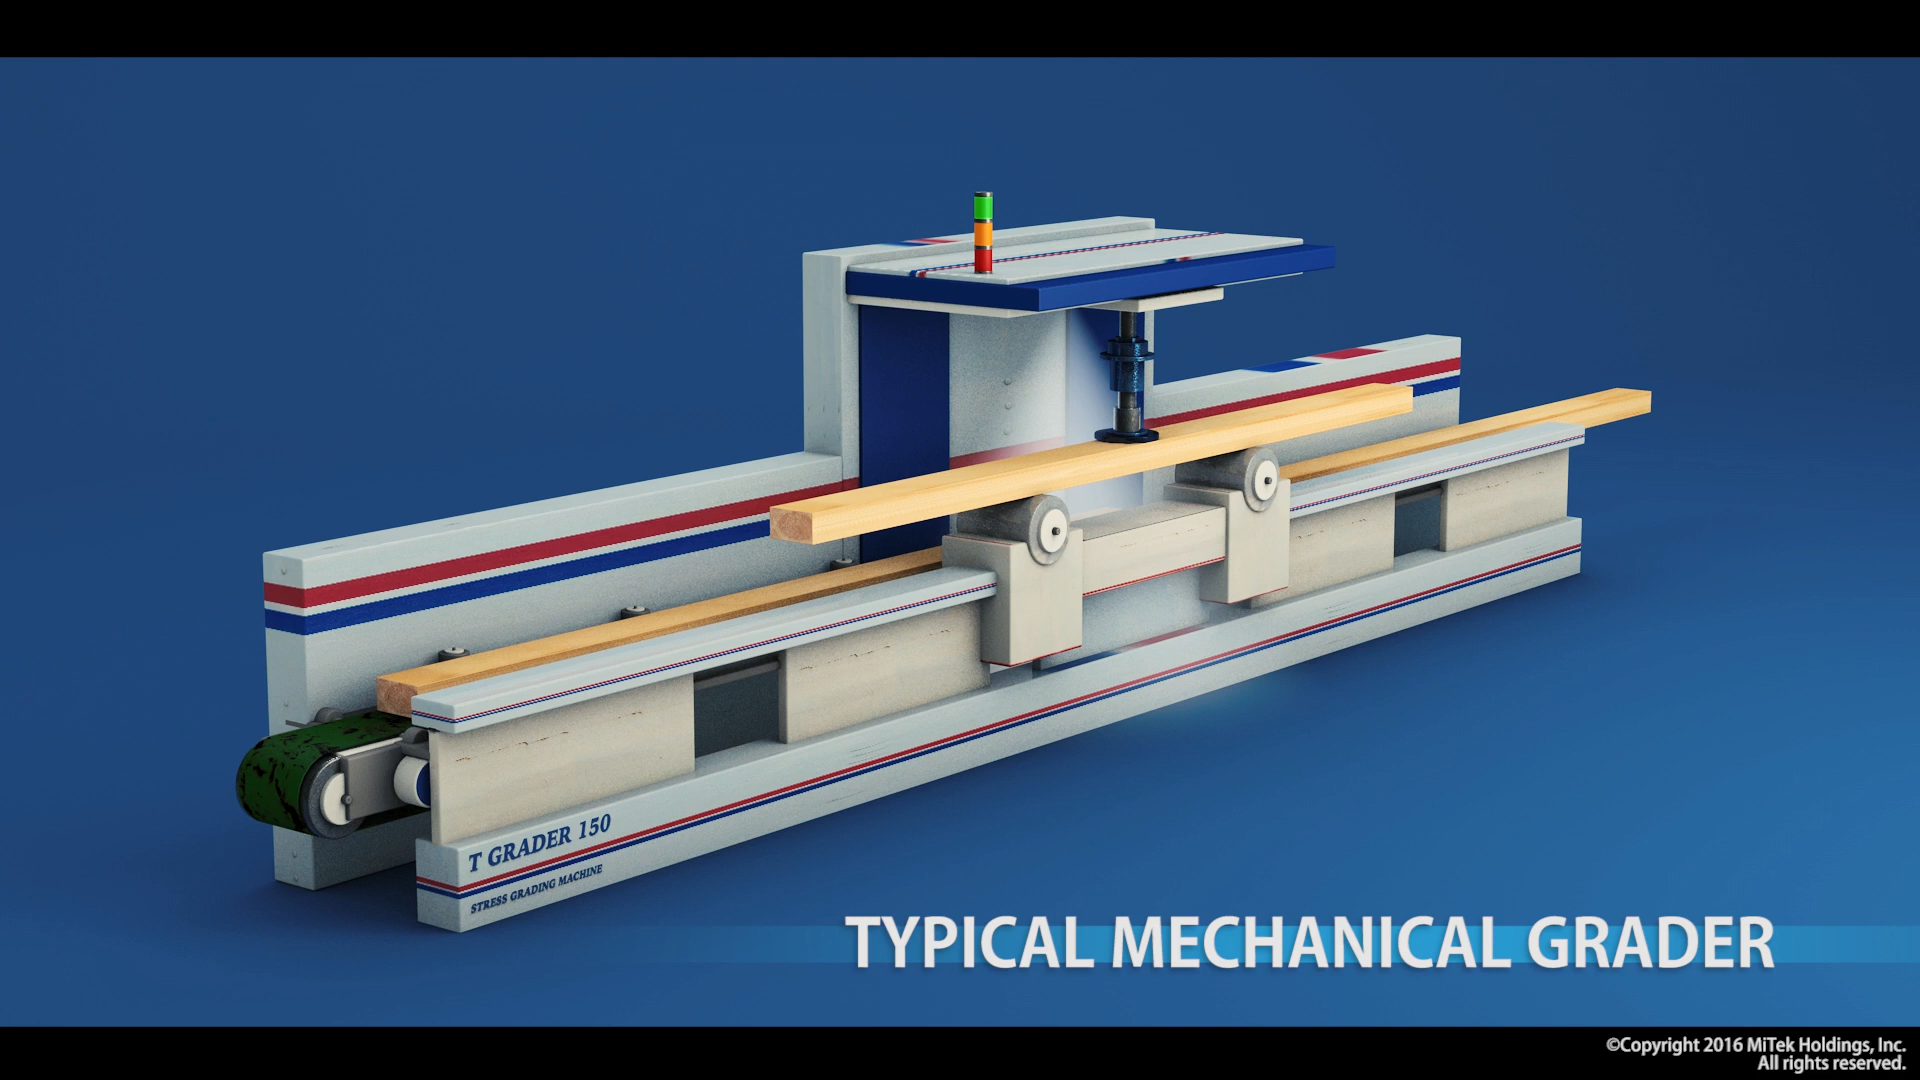 T GRADER 150
STRESS GRADING MACHINE
TYPICAL MECHANICAL GRADER
©Copyright 2016 MiTek Holdings, Inc.
All rights reserved.